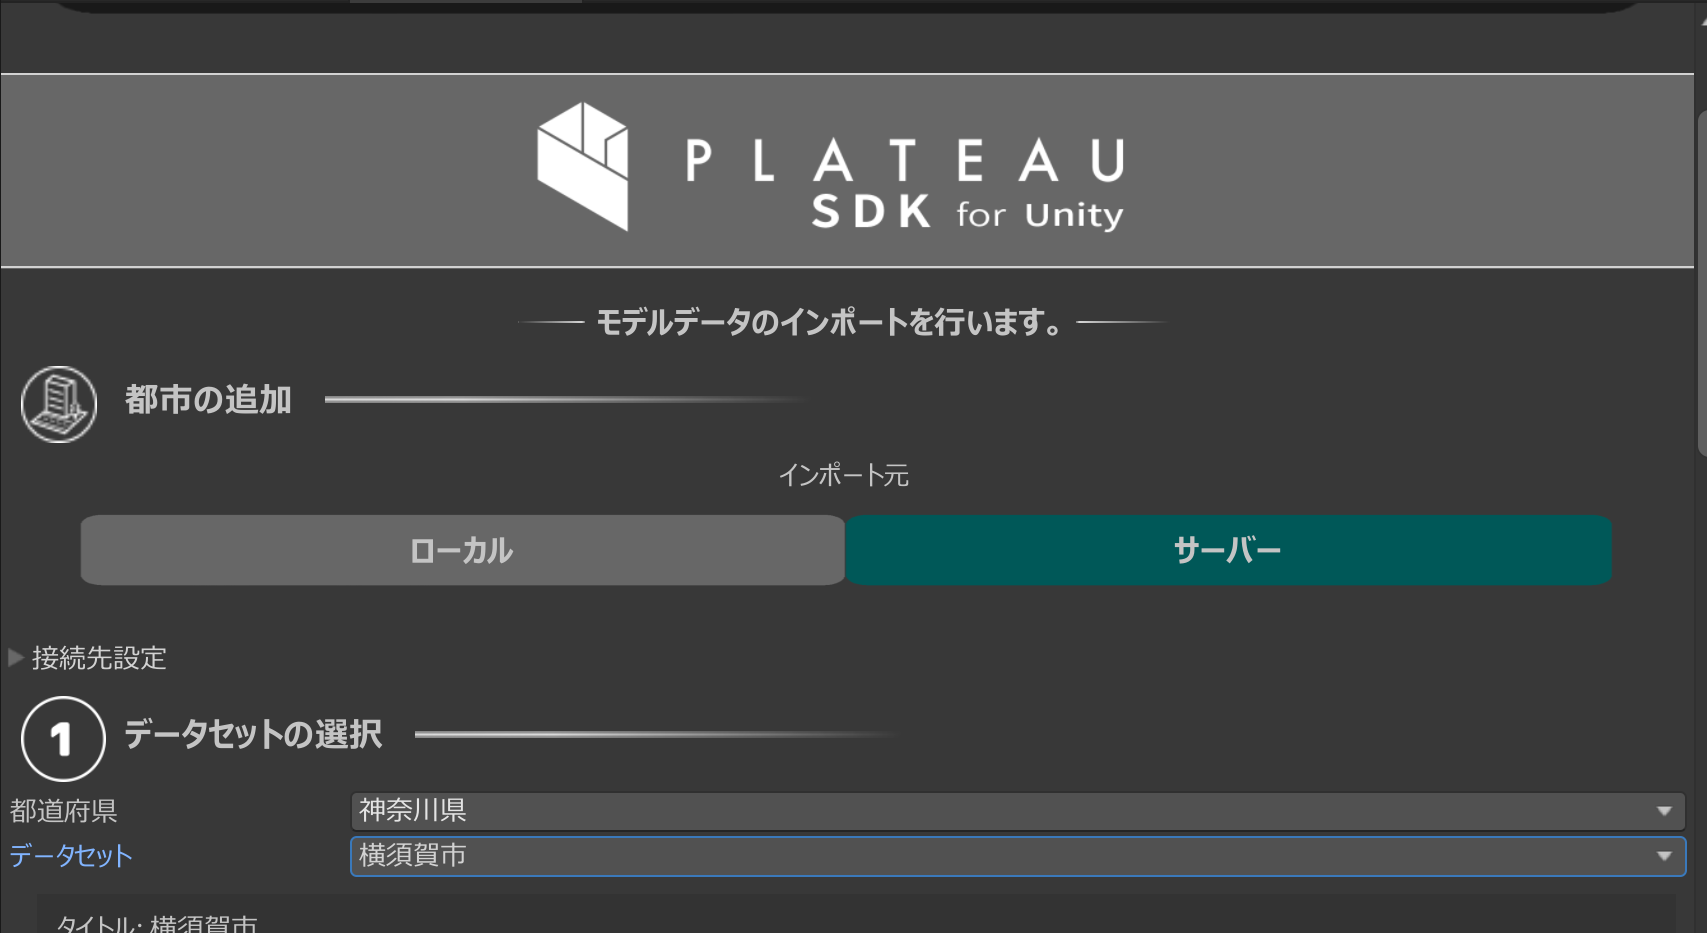 PLATEAU
SDK for Unity
モデルデータのインポートを行います。
都市の追加
インポート元
ローカル
サーバー
接続先設定
1 データセットの選択
都道府県 神奈川県
データセット 横須賀市
タイトル: 横須賀市